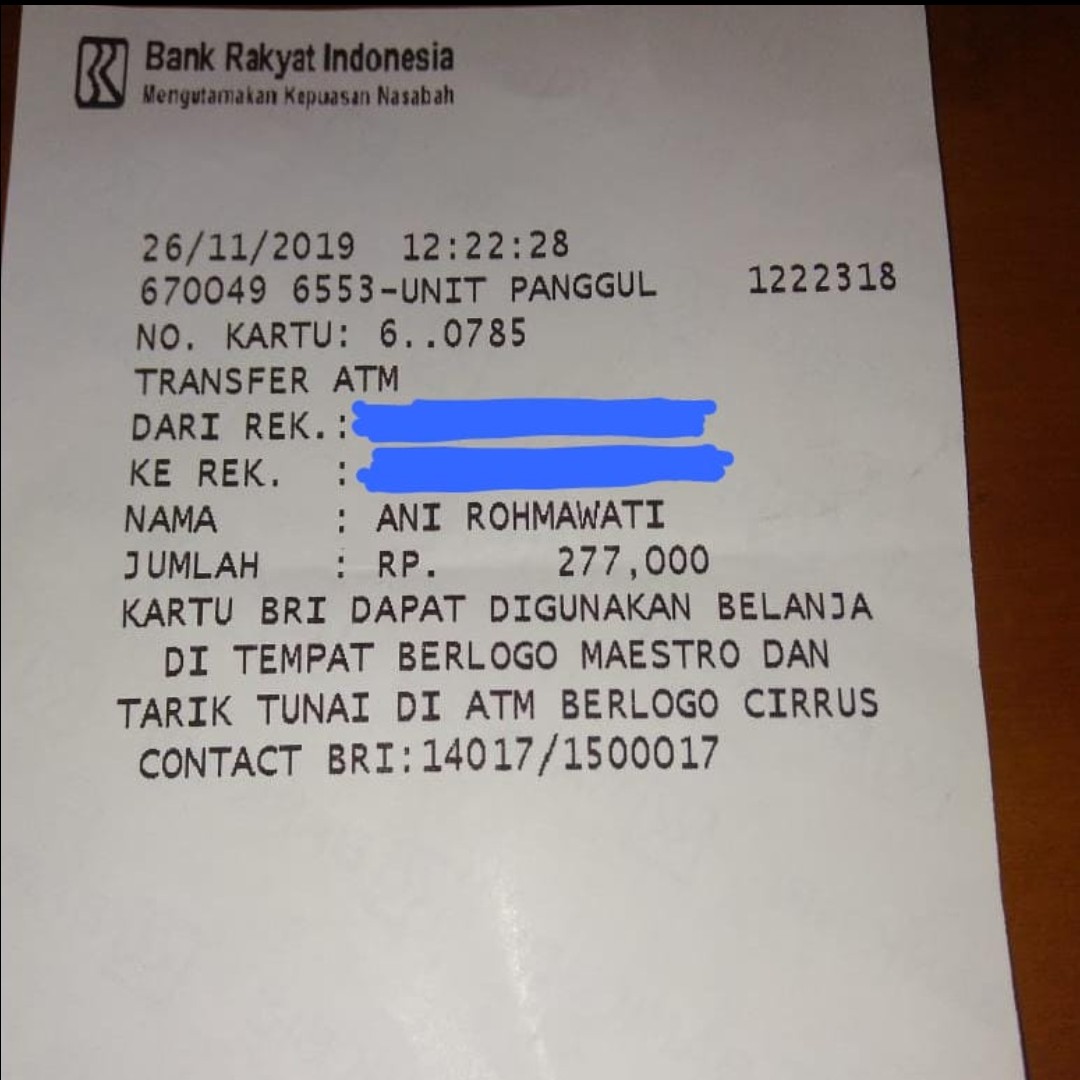 Bank Rakyat Indonesia
Mengutamakan Kepuasan Nasabah
26/11/2019 12:22:28
670049 6553-UNIT PANGGUL 1222318
NO. KARTU: 6..0785
TRANSFER ATM
DARI REK.:
KE REK. :
NAMA : ANI ROHMAWATI
JUMLAH : RP. 277,000
KARTU BRI DAPAT DIGUNAKAN BELANJA
DI TEMPAT BERLOGO MAESTRO DAN
TARIK TUNAI DI ATM BERLOGO CIRRUS
CONTACT BRI:14017/1500017